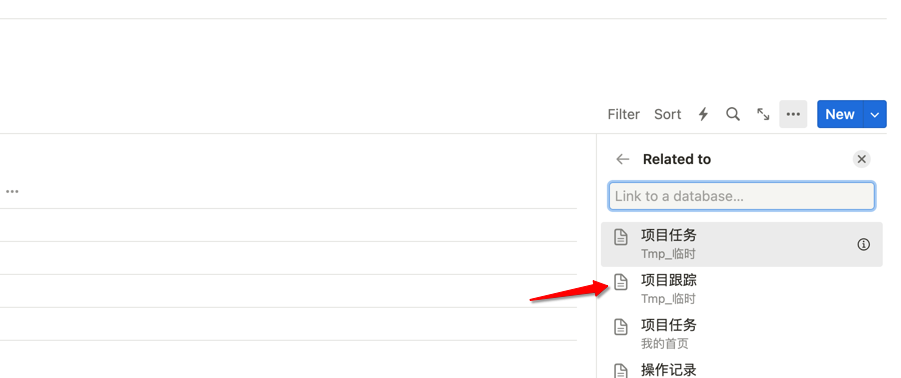 Filter Sort New
Related to
Link to a database...
项目任务
Tmp_临时
项目跟踪
Tmp_临时
项目任务
我的首页
操作记录